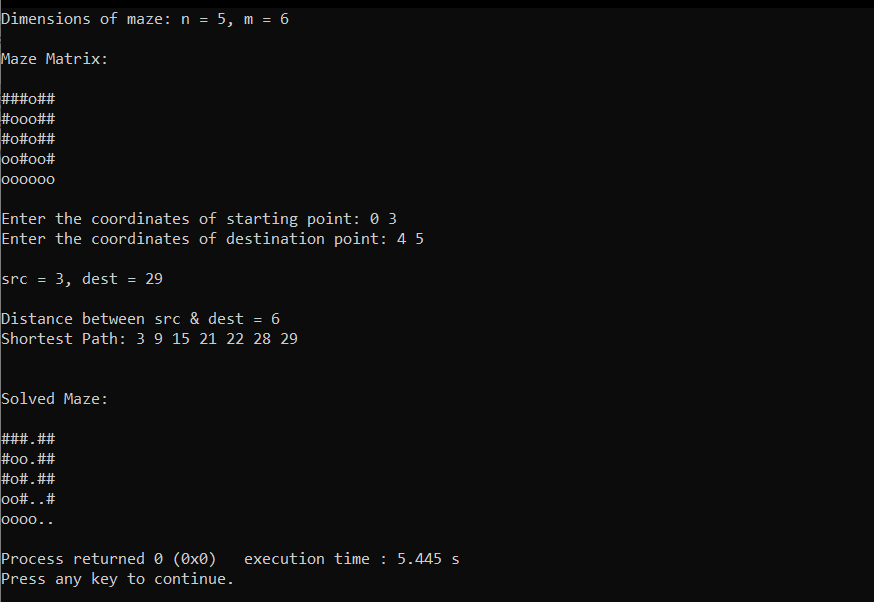 Dimensions of maze: n = 5, m = 6
Maze Matrix:
###o##
#ooo##
#o#o##
oo#oo#
oooooo
Enter the coordinates of starting point: 0 3
Enter the coordinates of destination point: 4 5
src = 3, dest = 29
Distance between src & dest = 6
Shortest Path: 3 9 15 21 22 28 29
Solved Maze:
###.##
#oo.##
#o#.##
oo#..#
oooo..
Process returned 0 (0x0)   execution time : 5.445 s
Press any key to continue.